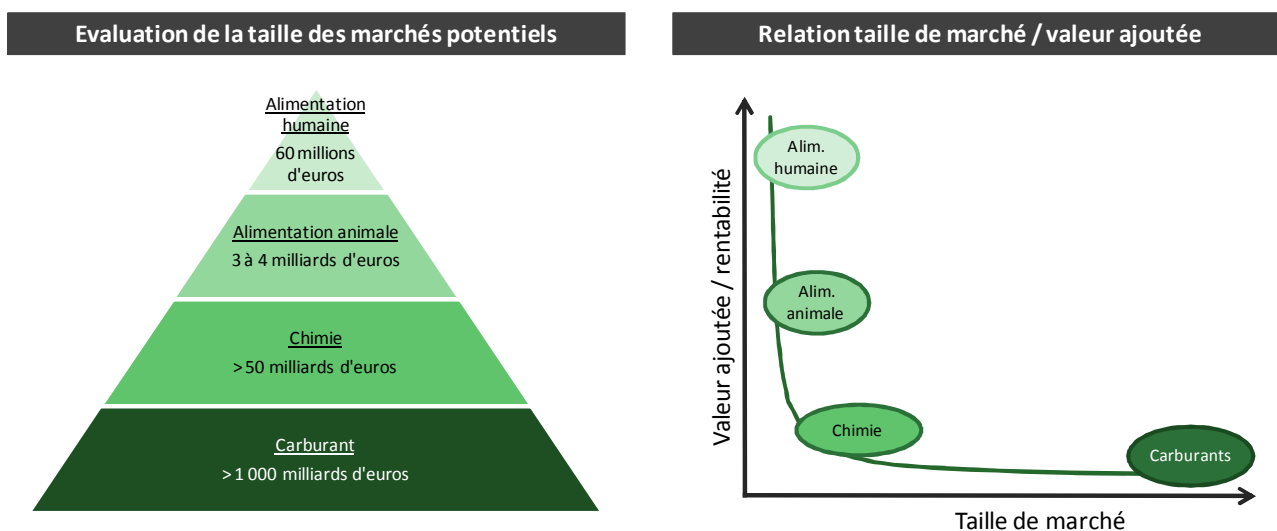 Evaluation de la taille des marchés potentiels
Alimentation
humaine
60 millions
d'euros
Alimentation animale
3 à 4 milliards d'euros
Chimie
> 50 milliards d'euros
Carburant
> 1 000 milliards d'euros
Relation taille de marché / valeur ajoutée
Valeur ajoutée / rentabilité
Alim.
humaine
Alim.
animale
Chimie
Carburants
Taille de marché